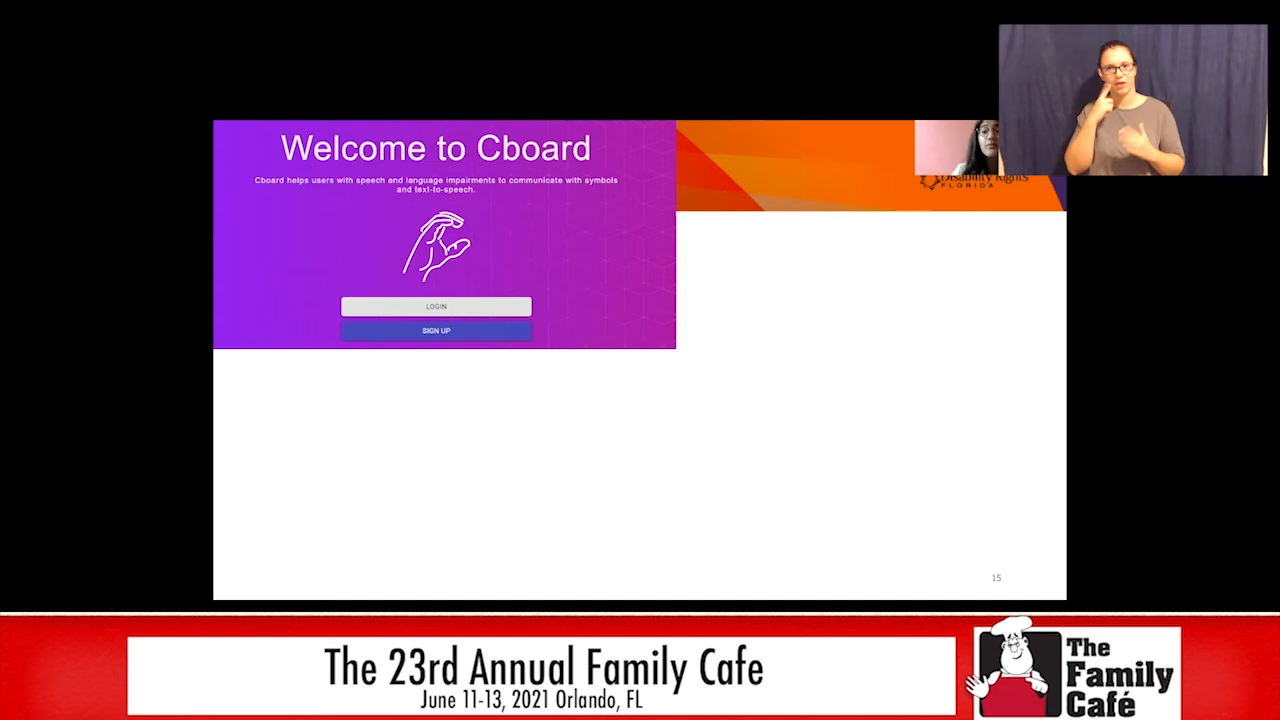 Welcome to Cboard
Cboard helps users with speech and language impairments to communicate with symbols
and text-to-speech.
LOGIN
SIGN UP
Disability Rights
FLORIDA
15
The 23rd Annual Family Cafe
June 11-13, 2021 Orlando, FL
The
Family
Café